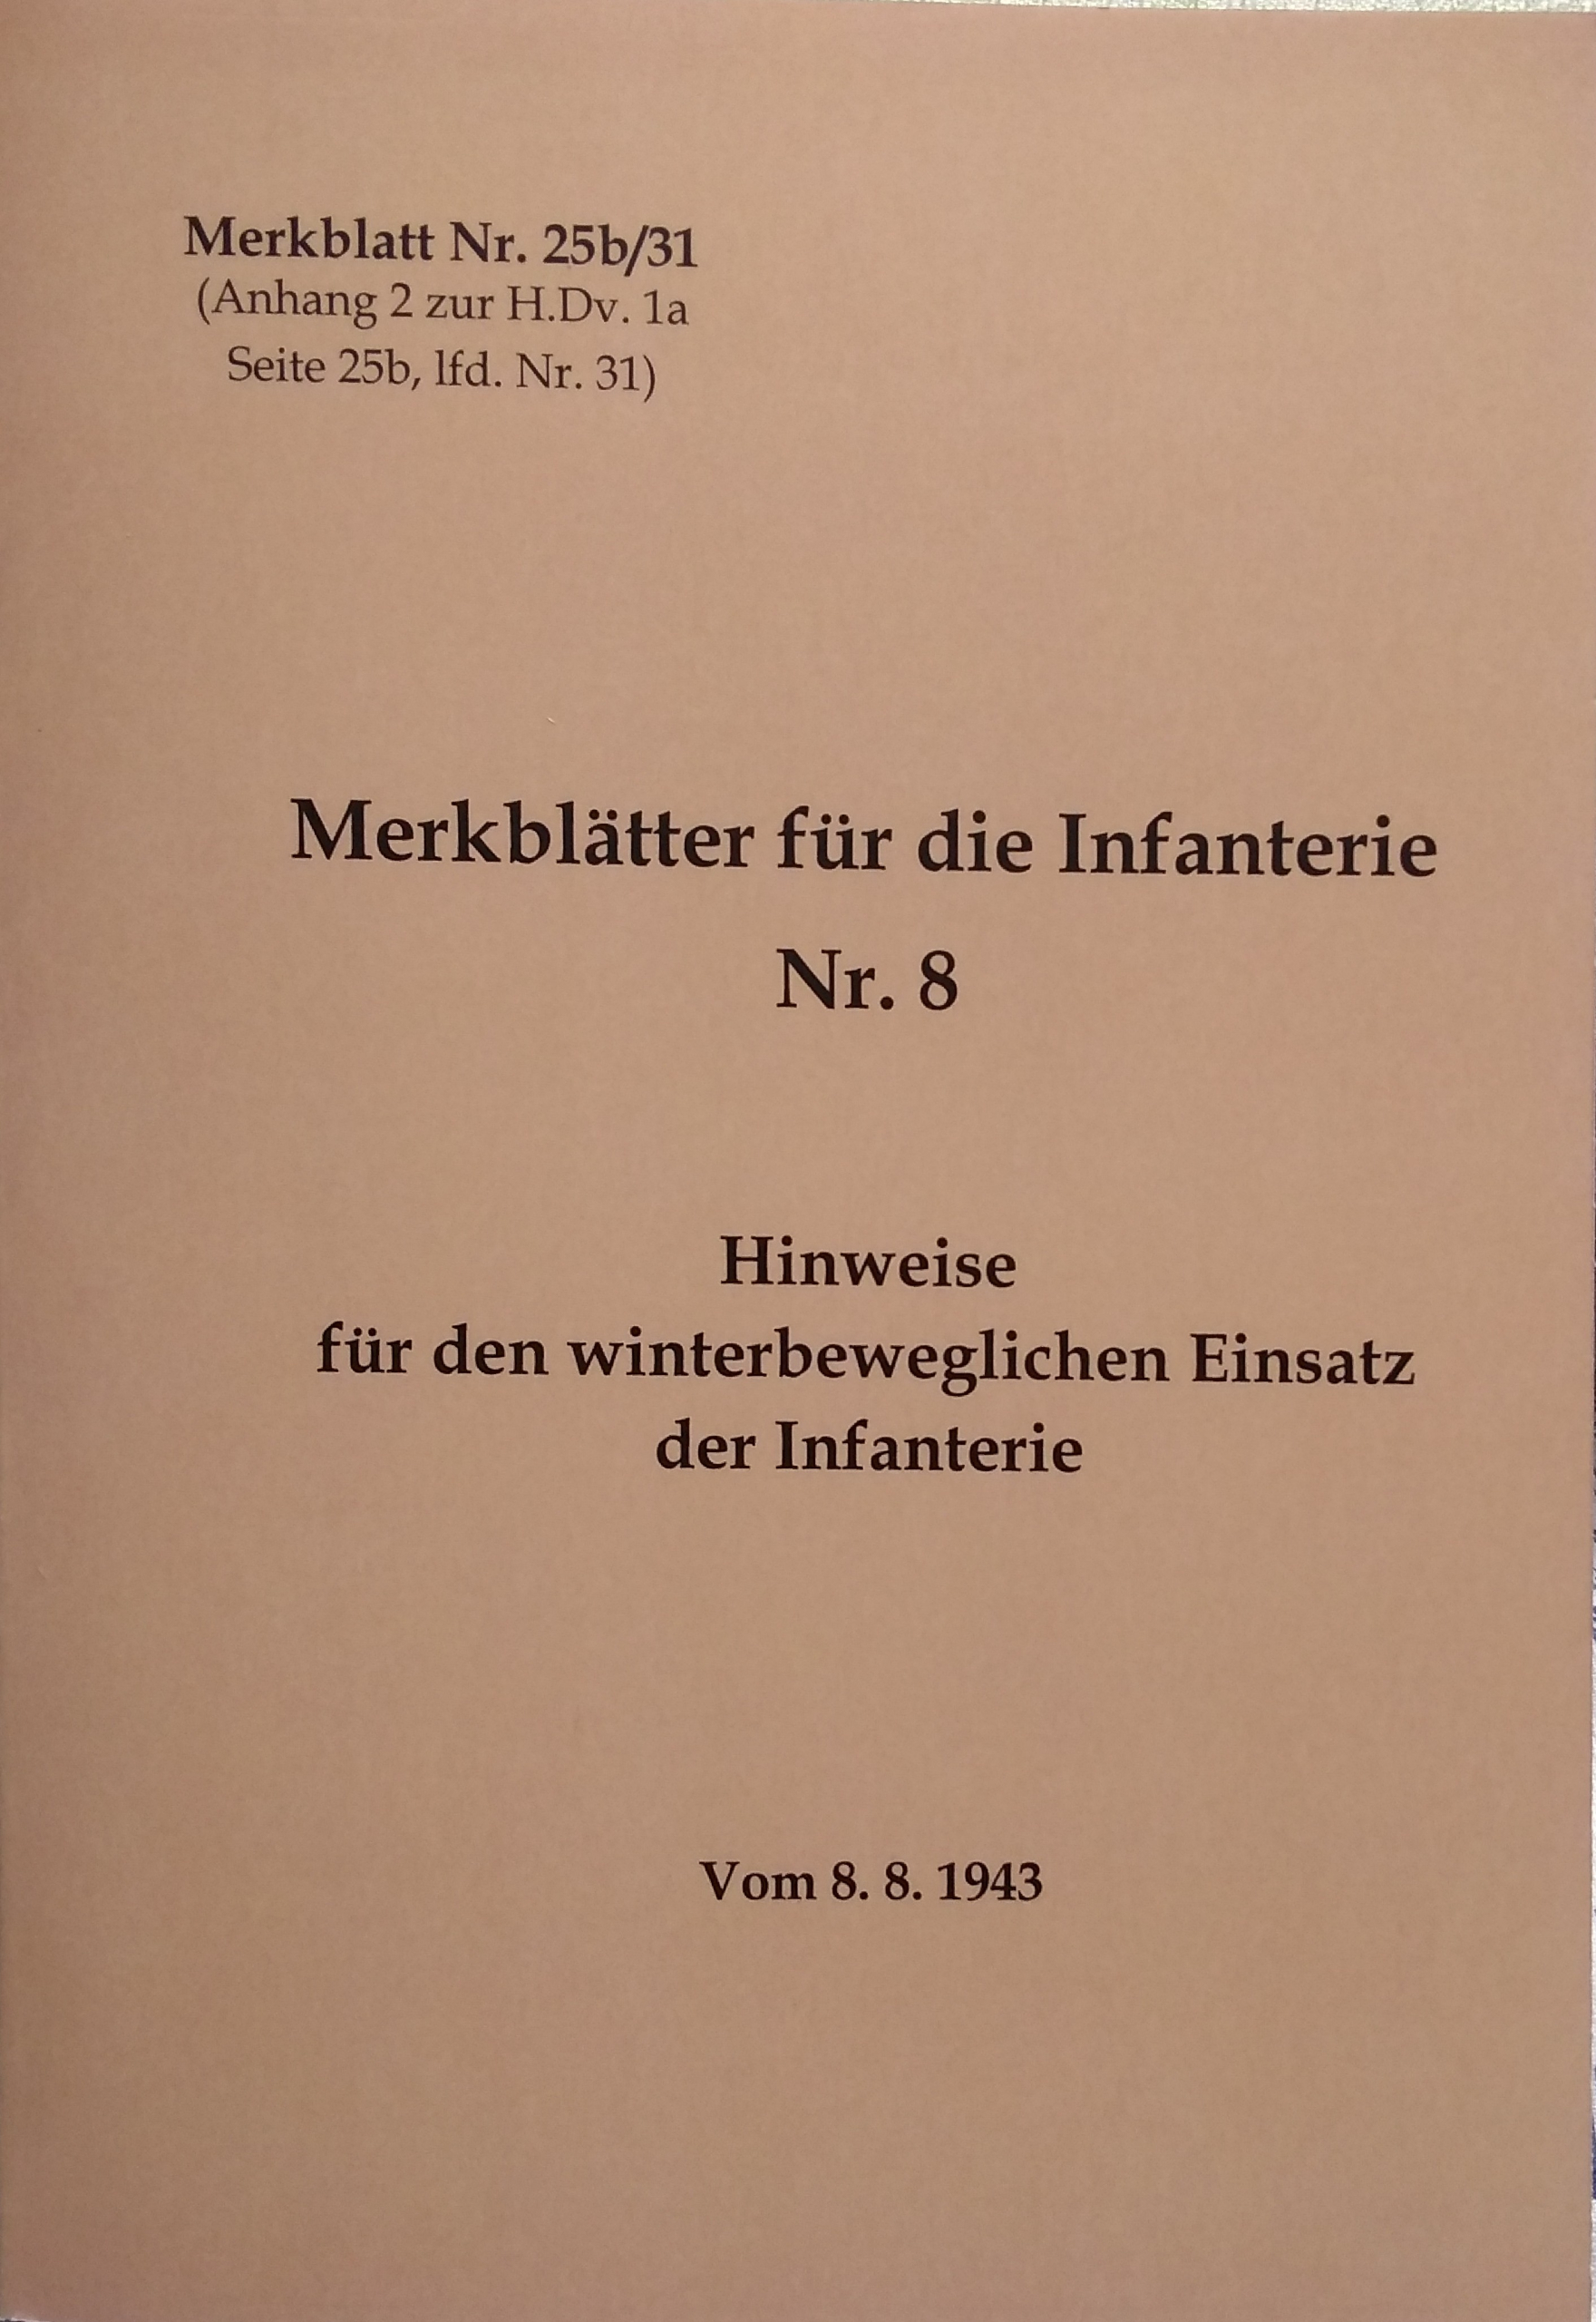 Merkblatt Nr. 25b/31
(Anhang 2 zur H.Dv. 1a
Seite 25b, lfd. Nr. 31)
Merkblätter für die Infanterie
Nr. 8
Hinweise
für den winterbeweglichen Einsatz
der Infanterie
Vom 8. 8. 1943